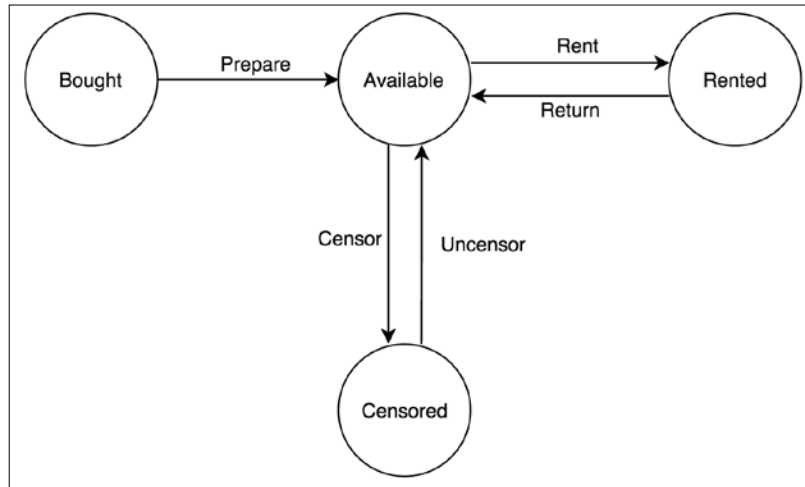 Bought
Prepare
Available
Rent
Return
Rented
Censor
Uncensor
Censored